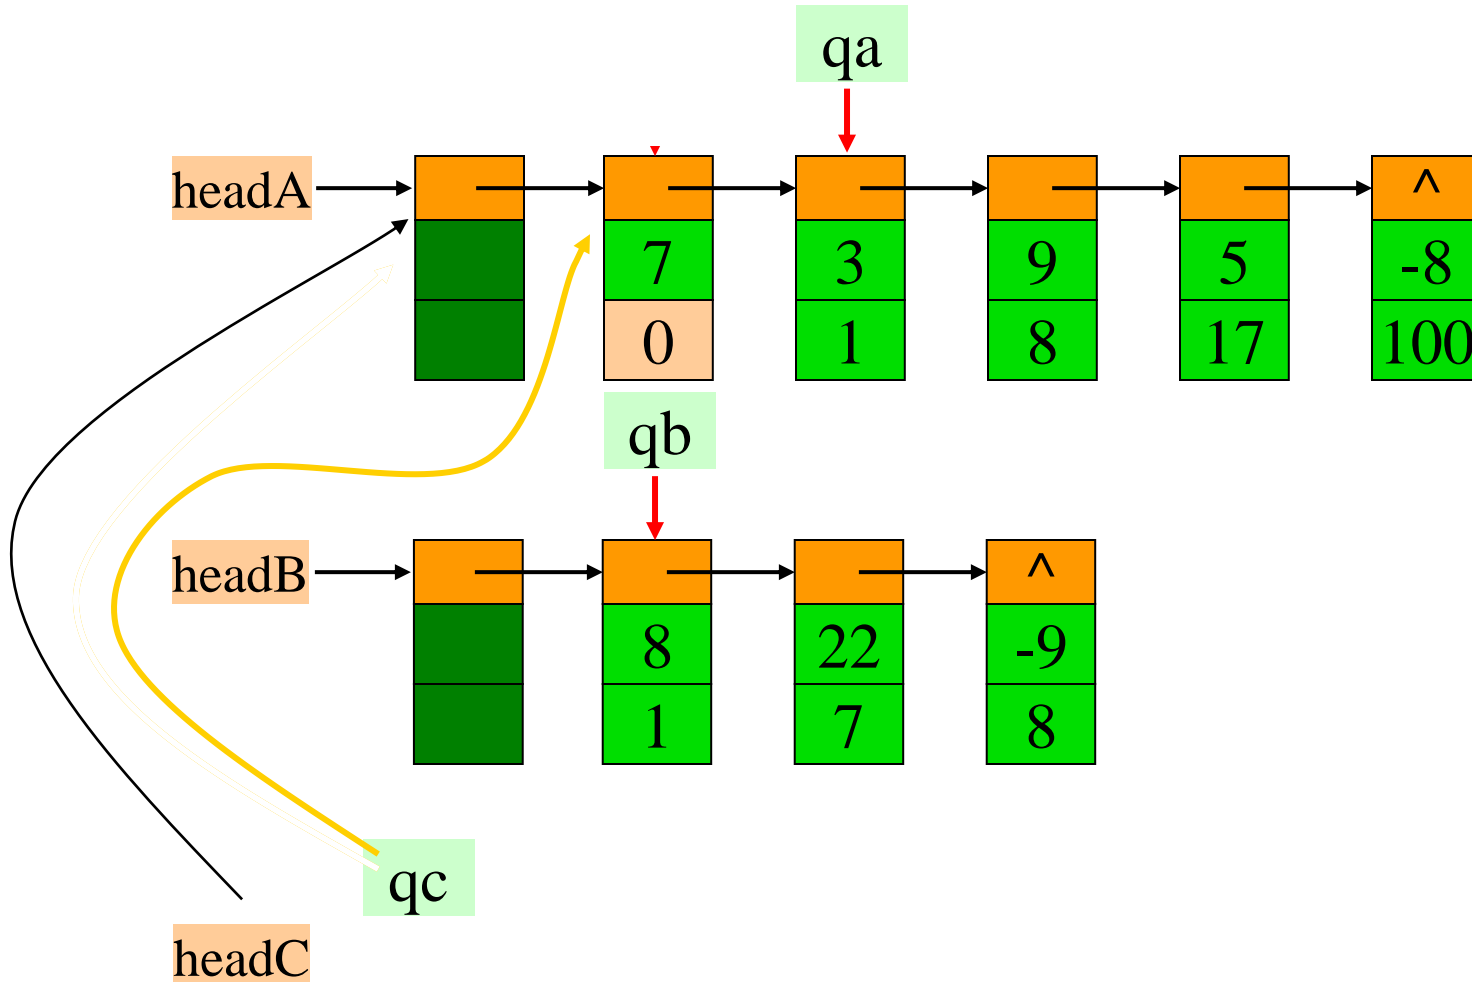 qa
headA
^
7 3 9 5 -8
0 1 8 17 100
qb
headB
^
8 22 -9
1 7 8
qc
headC